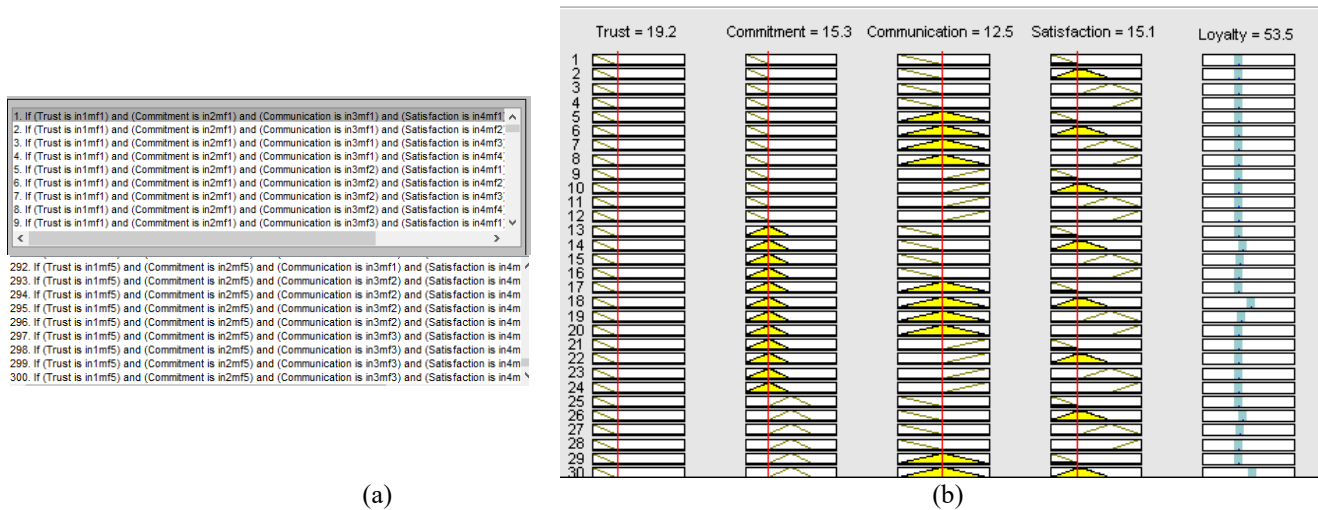 1. If (Trust is in1mf1) and (Commitment is in2mf1) and (Communication is in3mf1) and (Satisfaction is in4mf1)
2. If (Trust is in1mf1) and (Commitment is in2mf1) and (Communication is in3mf1) and (Satisfaction is in4mf2)
3. If (Trust is in1mf1) and (Commitment is in2mf1) and (Communication is in3mf1) and (Satisfaction is in4mf3)
4. If (Trust is in1mf1) and (Commitment is in2mf1) and (Communication is in3mf1) and (Satisfaction is in4mf4)
5. If (Trust is in1mf1) and (Commitment is in2mf1) and (Communication is in3mf2) and (Satisfaction is in4mf1)
6. If (Trust is in1mf1) and (Commitment is in2mf1) and (Communication is in3mf2) and (Satisfaction is in4mf2)
7. If (Trust is in1mf1) and (Commitment is in2mf1) and (Communication is in3mf2) and (Satisfaction is in4mf3)
8. If (Trust is in1mf1) and (Commitment is in2mf1) and (Communication is in3mf2) and (Satisfaction is in4mf4)
9. If (Trust is in1mf1) and (Commitment is in2mf1) and (Communication is in3mf3) and (Satisfaction is in4mf1)
292. If (Trust is in1mf5) and (Commitment is in2mf5) and (Communication is in3mf1) and (Satisfaction is in4m
293. If (Trust is in1mf5) and (Commitment is in2mf5) and (Communication is in3mf2) and (Satisfaction is in4m
294. If (Trust is in1mf5) and (Commitment is in2mf5) and (Communication is in3mf2) and (Satisfaction is in4m
295. If (Trust is in1mf5) and (Commitment is in2mf5) and (Communication is in3mf2) and (Satisfaction is in4m
296. If (Trust is in1mf5) and (Commitment is in2mf5) and (Communication is in3mf2) and (Satisfaction is in4m
297. If (Trust is in1mf5) and (Commitment is in2mf5) and (Communication is in3mf3) and (Satisfaction is in4m
298. If (Trust is in1mf5) and (Commitment is in2mf5) and (Communication is in3mf3) and (Satisfaction is in4m
299. If (Trust is in1mf5) and (Commitment is in2mf5) and (Communication is in3mf3) and (Satisfaction is in4m
300. If (Trust is in1mf5) and (Commitment is in2mf5) and (Communication is in3mf3) and (Satisfaction is in4m
(a)
Trust = 19.2 Commitment = 15.3 Communication = 12.5 Satisfaction = 15.1 Loyalty = 53.5
1
2
3
4
5
6
7
8
9
10
11
12
13
14
15
16
17
18
19
20
21
22
23
24
25
26
27
28
29
30
(b)